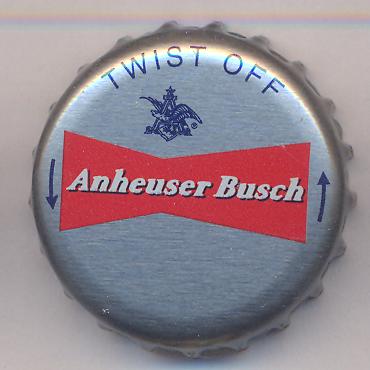 TWIST OFF
Anheuser Busch